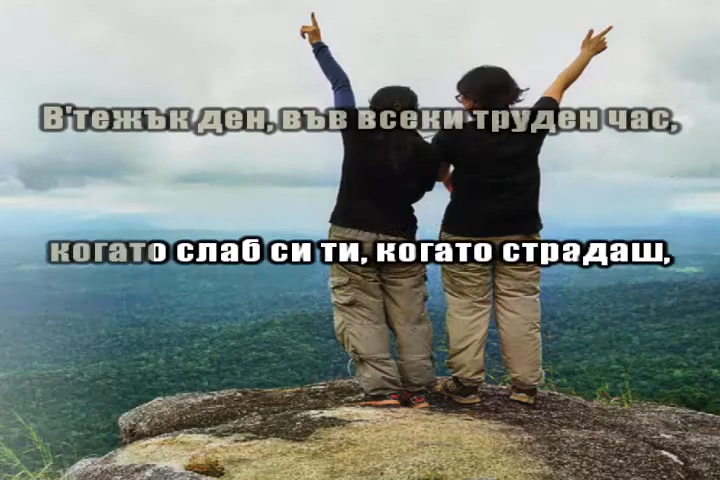 В'тежък ден, във всеки труден час,
когато слаб си ти, когато страдаш,